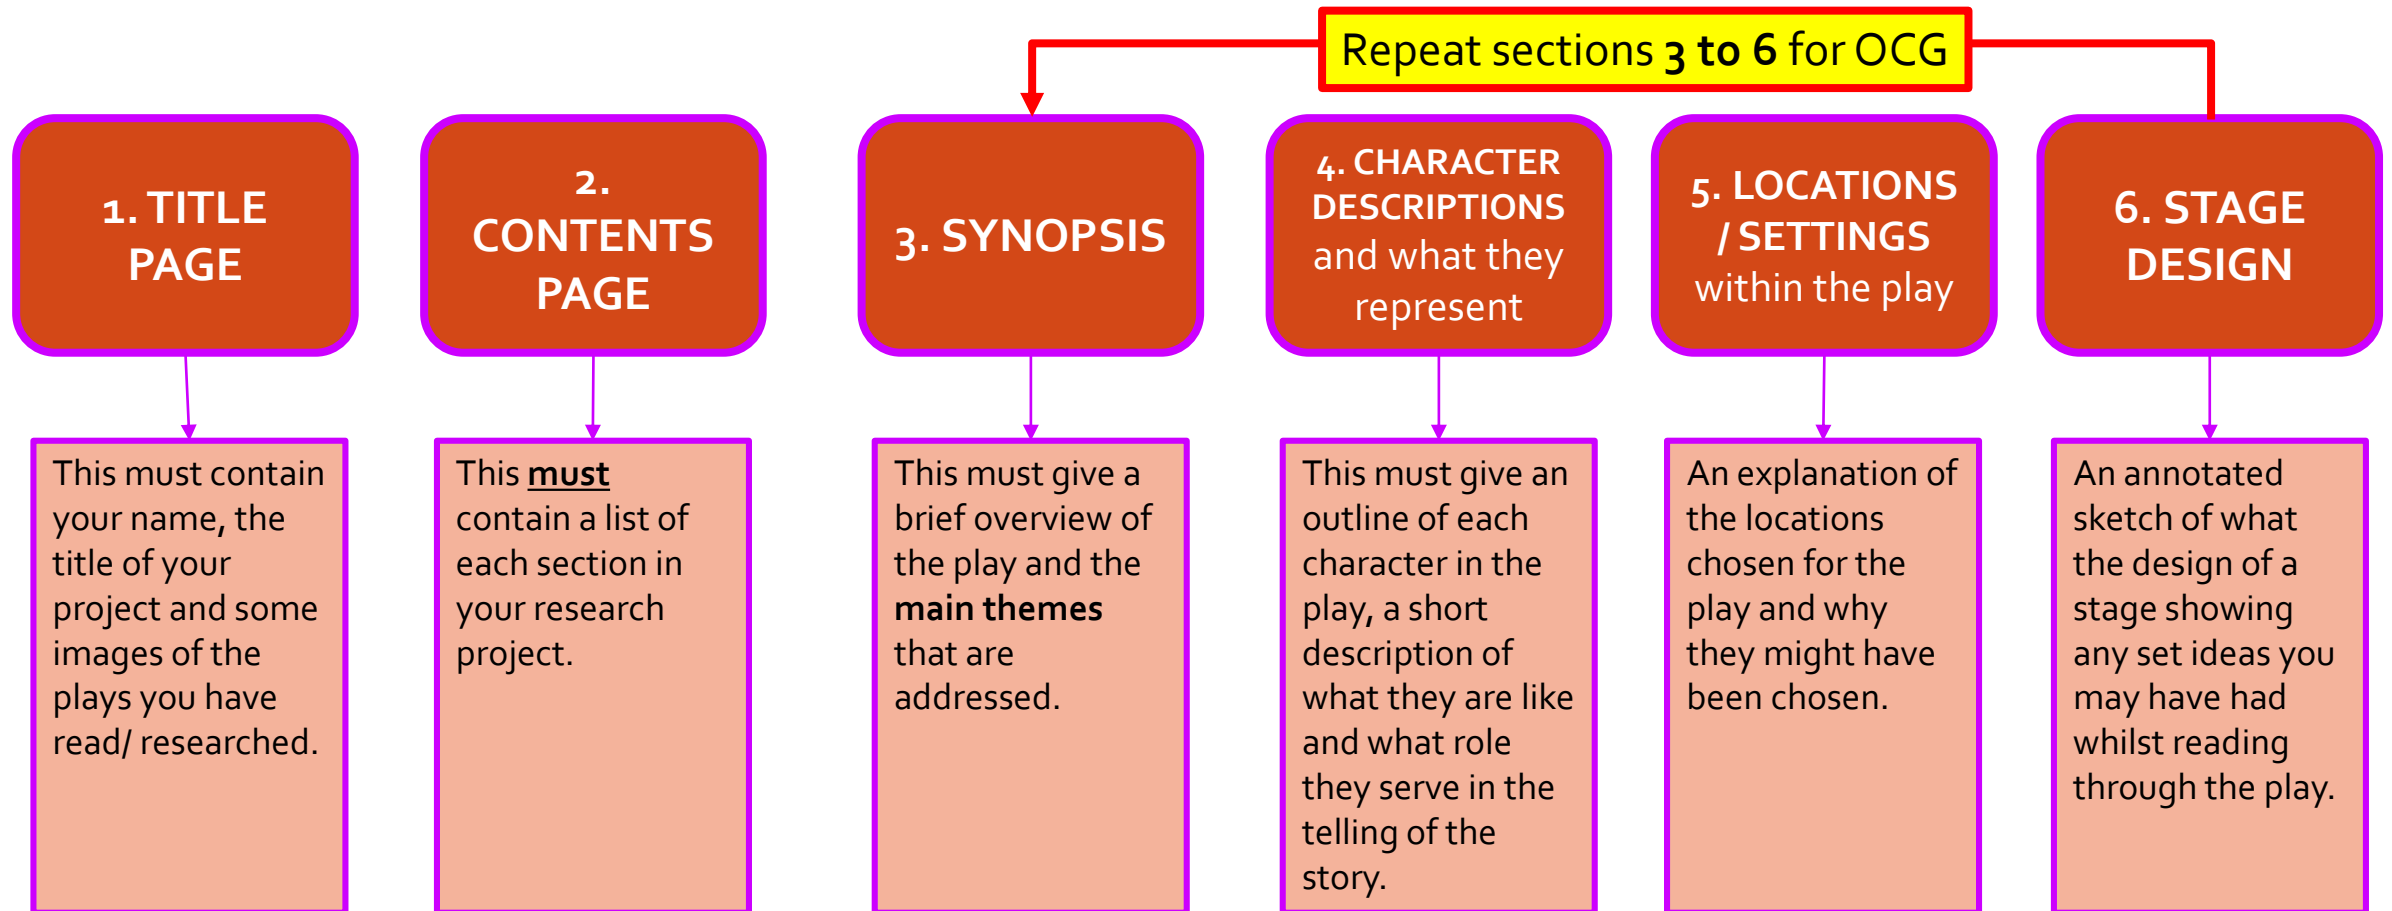 Repeat sections 3 to 6 for OCG
1. TITLE
PAGE
2.
CONTENTS
PAGE
3. SYNOPSIS
4. CHARACTER
DESCRIPTIONS
and what they
represent
5. LOCATIONS
/ SETTINGS
within the play
6. STAGE
DESIGN
This must contain
your name, the
title of your
project and some
images of the
plays you have
read/ researched.
This must
contain a list of
each section in
your research
project.
This must give a
brief overview of
the play and the
main themes
that are
addressed.
This must give an
outline of each
character in the
play, a short
description of
what they are like
and what role
they serve in the
telling of the
story.
An explanation of
the locations
chosen for the
play and why
they might have
been chosen.
An annotated
sketch of what
the design of a
stage showing
any set ideas you
may have had
whilst reading
through the play.